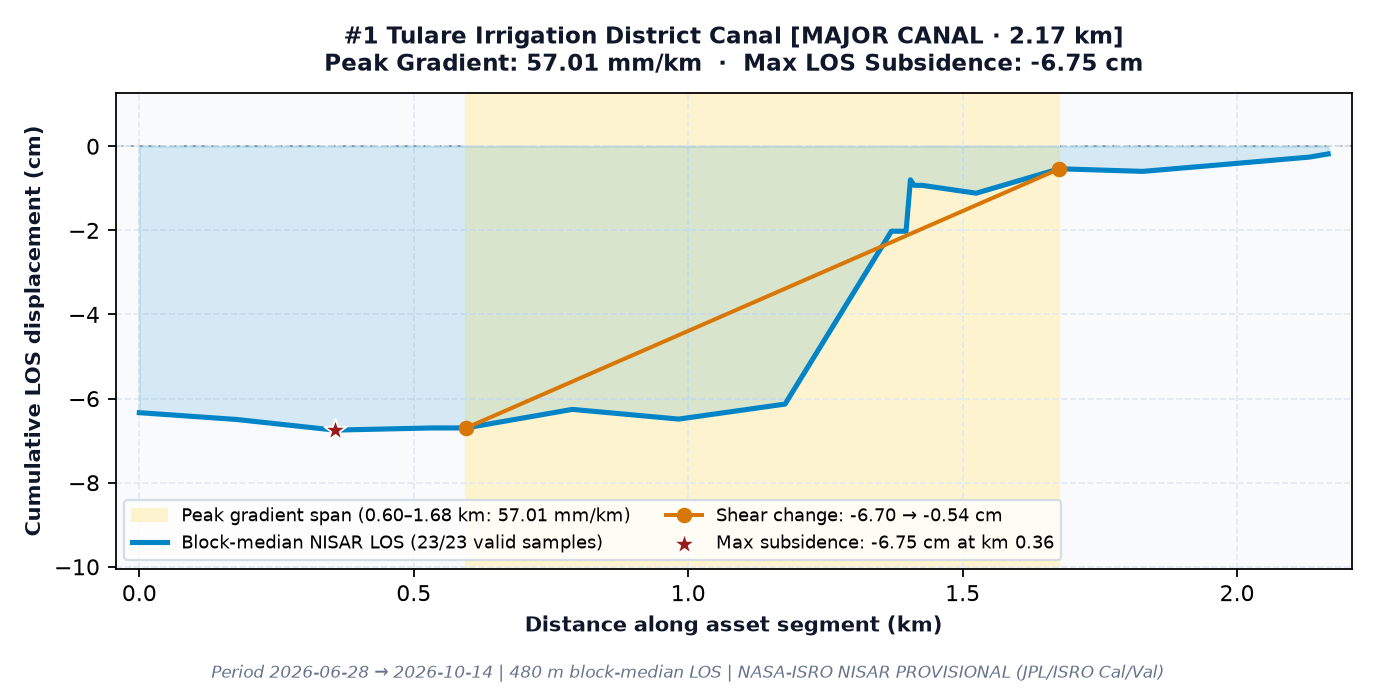 #1 Tulare Irrigation District Canal [MAJOR CANAL · 2.17 km]
Peak Gradient: 57.01 mm/km · Max LOS Subsidence: -6.75 cm
Cumulative LOS displacement (cm)
0
−2
−4
−6
−8
−10
Peak gradient span (0.60–1.68 km: 57.01 mm/km)
Block-median NISAR LOS (23/23 valid samples)
Shear change: -6.70 → -0.54 cm
Max subsidence: -6.75 cm at km 0.36
0.0 0.5 1.0 1.5 2.0
Distance along asset segment (km)
Period 2026-06-28 → 2026-10-14 | 480 m block-median LOS | NASA-ISRO NISAR PROVISIONAL (JPL/ISRO Cal/Val)